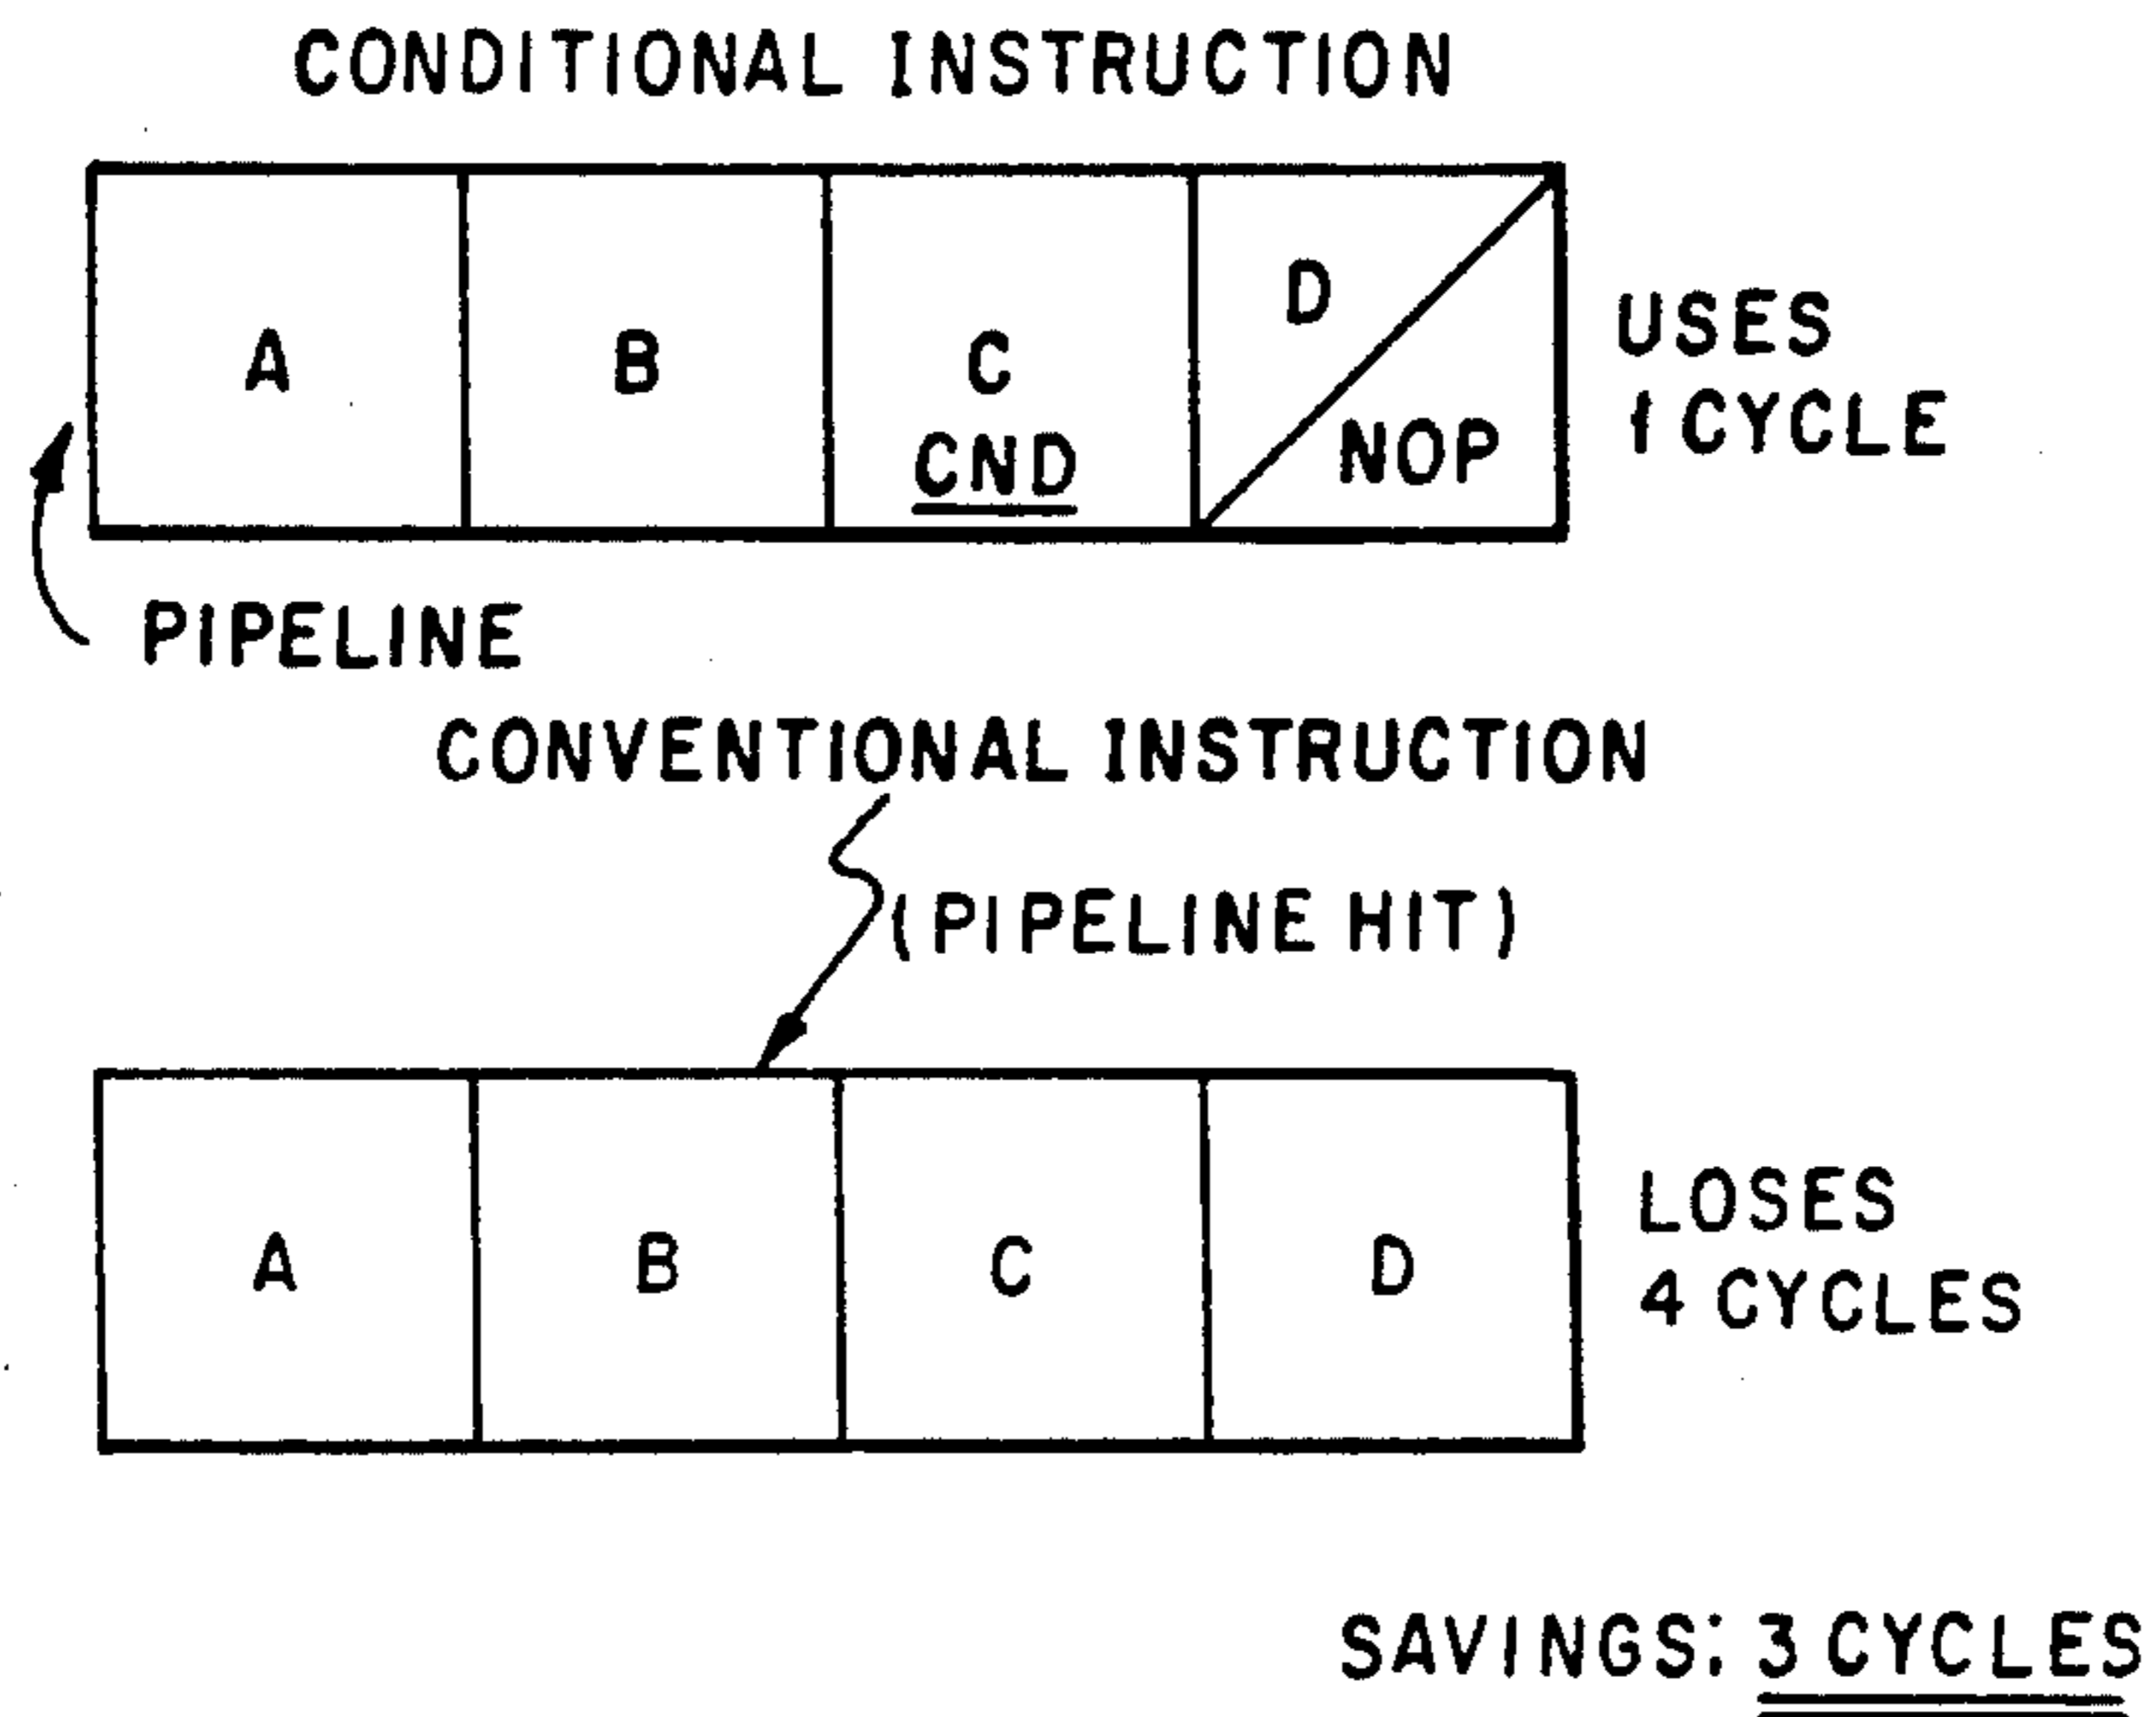 CONDITIONAL INSTRUCTION
A B C D
CND NOP
USES
1 CYCLE
PIPELINE
CONVENTIONAL INSTRUCTION
(PIPELINE HIT)
A B C D
LOSES
4 CYCLES
SAVINGS: 3 CYCLES